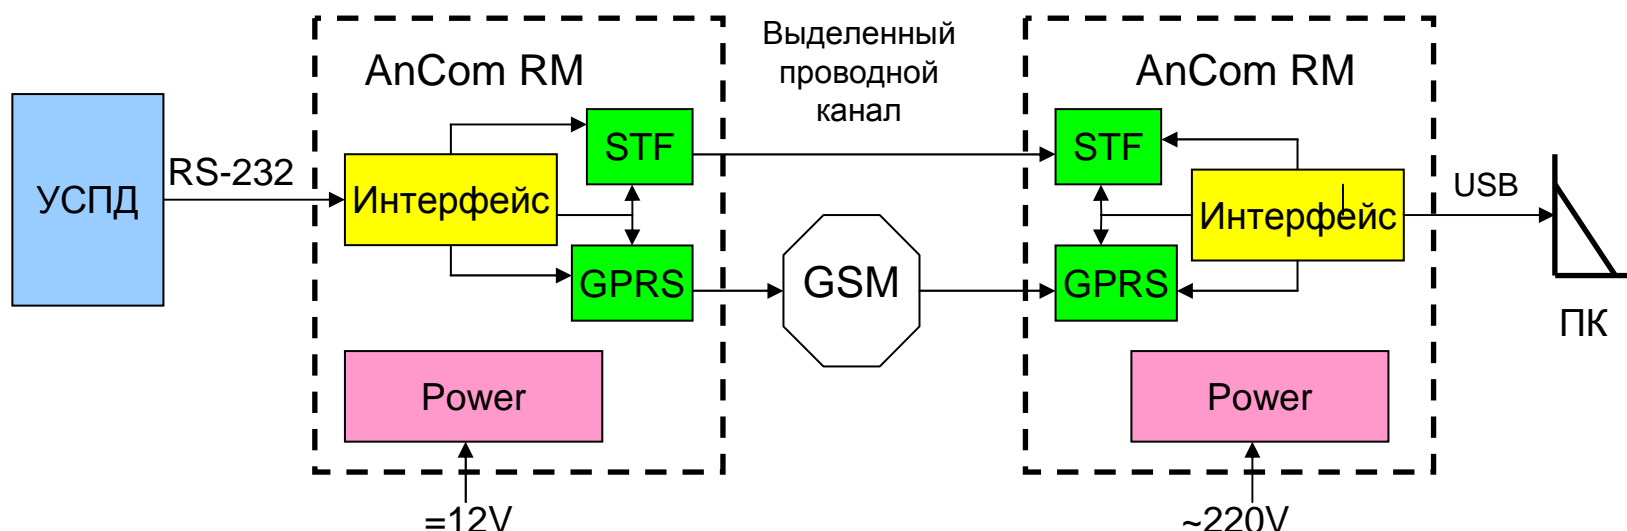 Выделенный
проводной
канал
AnCom RM
AnCom RM
STF
STF
RS-232
УСПД
Интерфейс
Интерфейс
USB
GPRS
GSM
GPRS
ПК
Power
Power
=12V
~220V